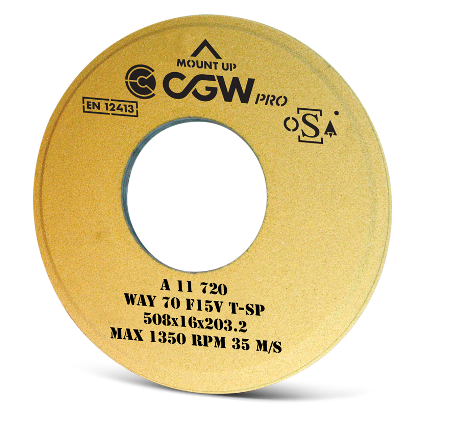 MOUNT UP
CGW PRO
EN 12413
oSa
A 11 720
WAY 70 F15V T-SP
508x16x203.2
MAX 1350 RPM 35 M/S